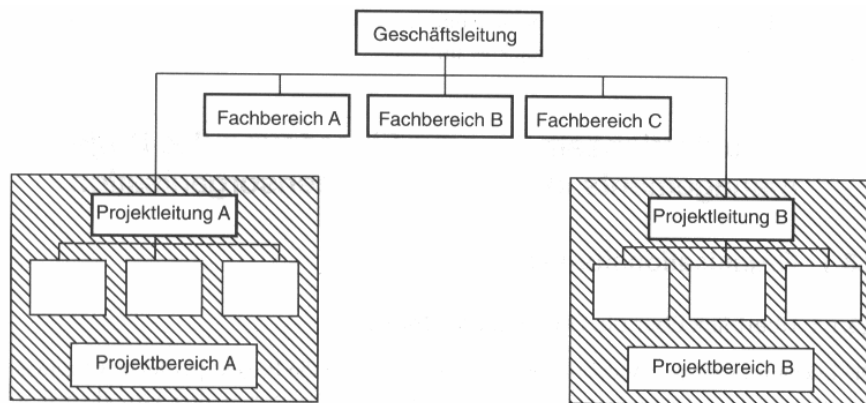 Geschäftsleitung
Fachbereich A
Fachbereich B
Fachbereich C
Projektleitung A
Projektleitung B
Projektbereich A
Projektbereich B